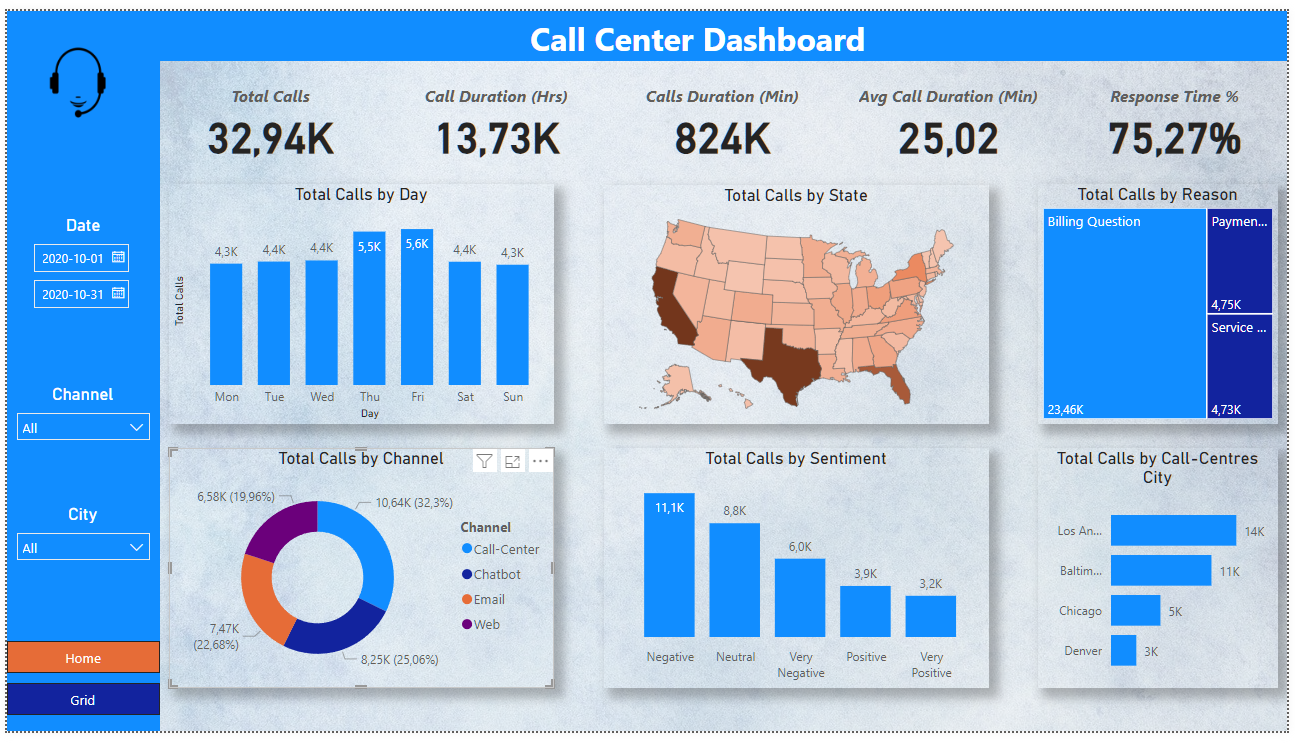 Call Center Dashboard
Total Calls
32,94K
Call Duration (Hrs)
13,73K
Calls Duration (Min)
824K
Avg Call Duration (Min)
25,02
Response Time %
75,27%
Date
2020-10-01
2020-10-31
Channel
All
City
All
Home
Grid
Total Calls by Day
Total Calls
4,3K
4,4K
4,4K
5,5K
5,6K
4,4K
4,3K
Mon
Tue
Wed
Thu
Fri
Sat
Sun
Day
Total Calls by State
Total Calls by Reason
Billing Question
23,46K
Paymen...
4,75K
Service ...
4,73K
Total Calls by Channel
6,58K (19,96%)
10,64K (32,3%)
7,47K
(22,68%)
8,25K (25,06%)
Channel
Call-Center
Chatbot
Email
Web
Total Calls by Sentiment
11,1K
8,8K
6,0K
3,9K
3,2K
Negative
Neutral
Very
Negative
Positive
Very
Positive
Total Calls by Call-Centres
City
Los An...
14K
Baltim...
11K
Chicago
5K
Denver
3K